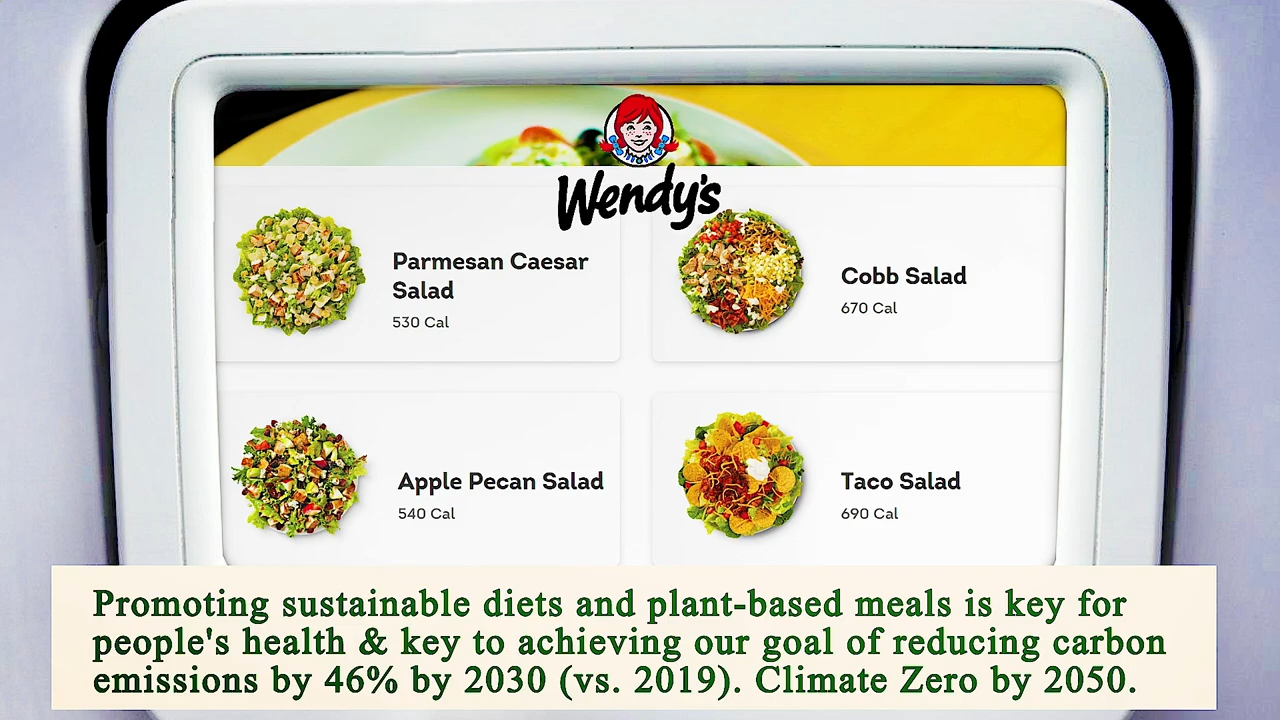 Wendy's
Parmesan Caesar
Salad
530 Cal
Cobb Salad
670 Cal
Apple Pecan Salad
540 Cal
Taco Salad
690 Cal
Promoting sustainable diets and plant-based meals is key for
people's health & key to achieving our goal of reducing carbon
emissions by 46% by 2030 (vs. 2019). Climate Zero by 2050.